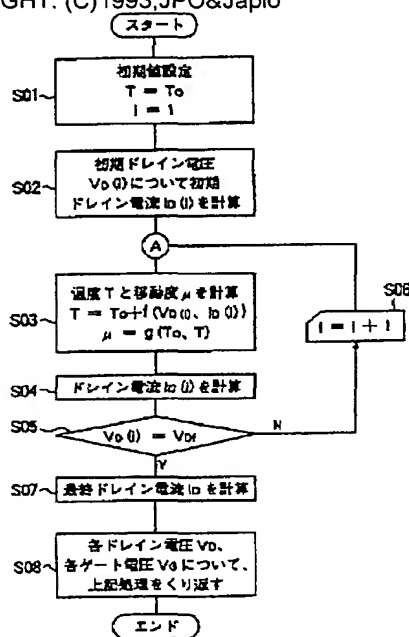 GHT: (C)1993,JPO&Japio
スタート
S01
初期値設定
T = To
i = 1
S02
初期ドレイン電圧
VD(i)について初期
ドレイン電流ID(i)を計算
A
S03
温度Tと移動度μを計算
T = To+f(VD(i)、ID(i))
μ = g(To、T)
S06
i = i + 1
S04
ドレイン電流ID(i)を計算
S05
VD(i) = VDf
N
Y
S07
最終ドレイン電流IDを計算
S08
各ドレイン電圧VD、
各ゲート電圧VGについて、
上記処理をくり返す
エンド